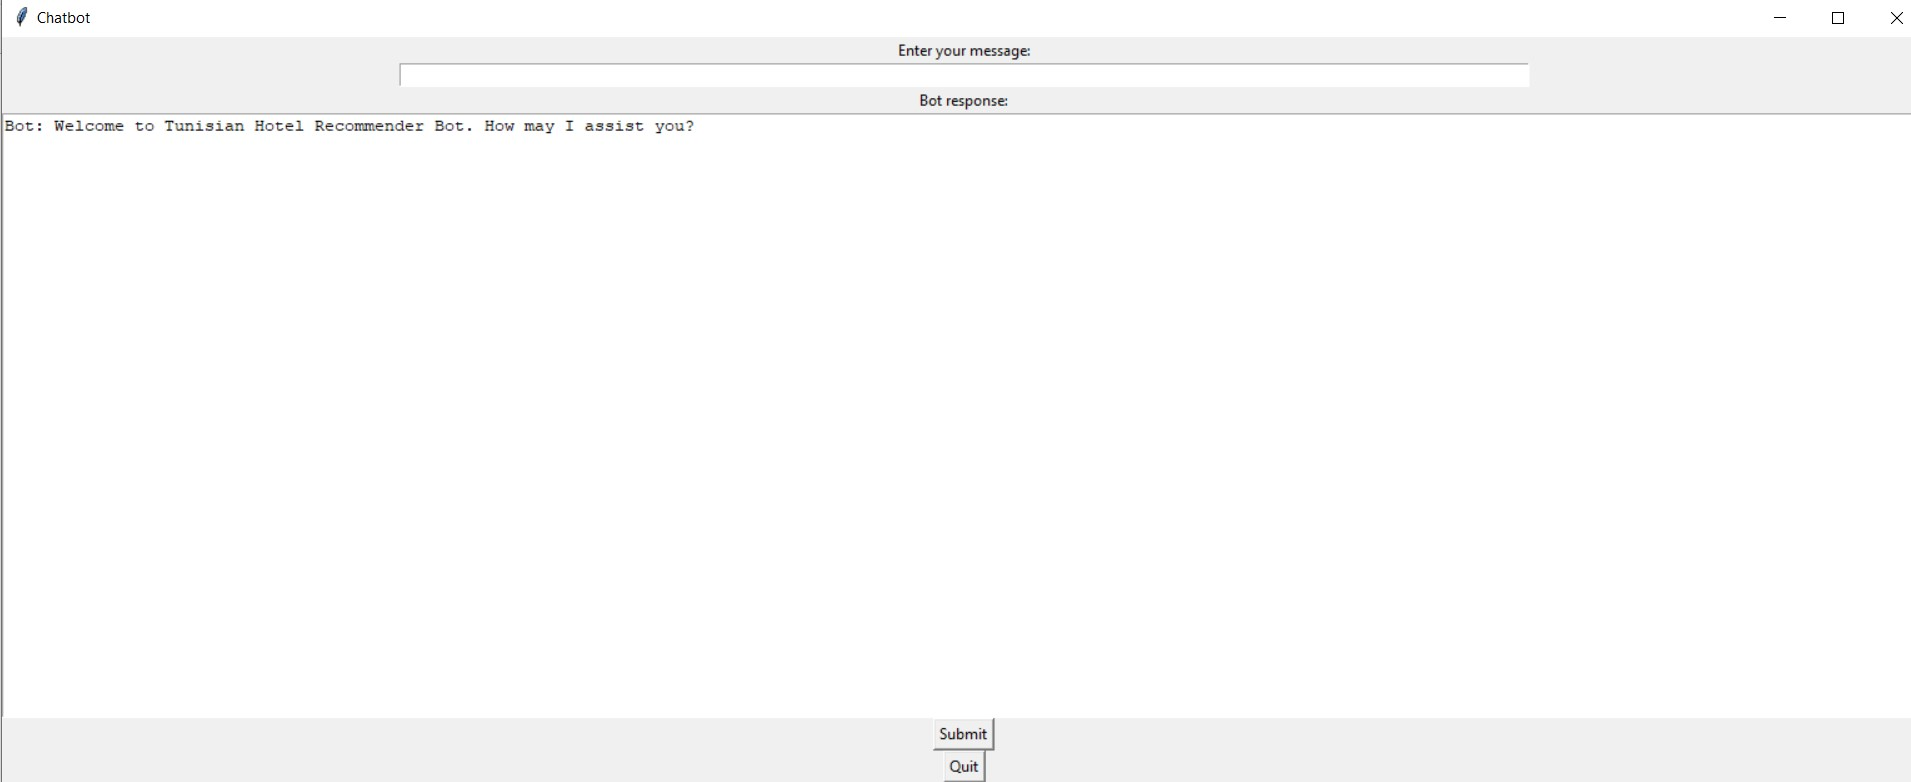 Chatbot
Enter your message:
Bot response:
Bot: Welcome to Tunisian Hotel Recommender Bot. How may I assist you?
Submit
Quit